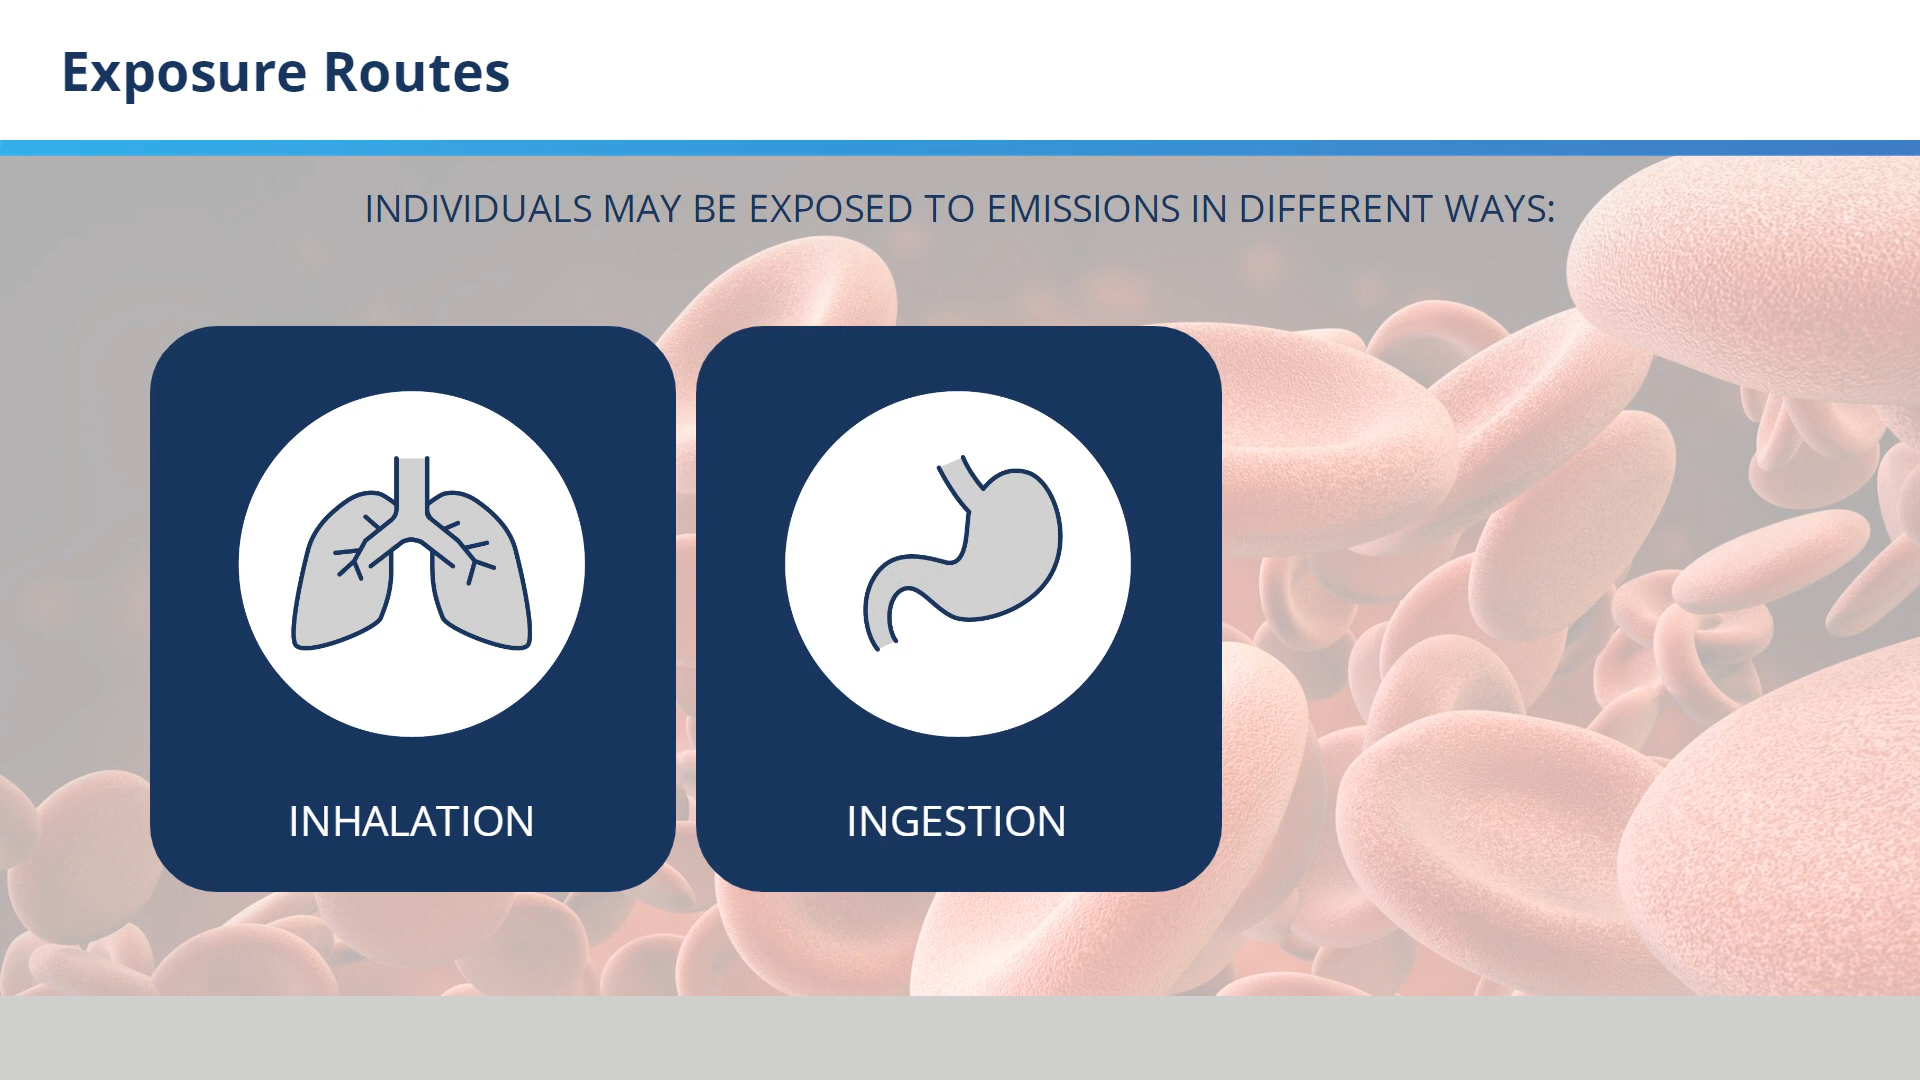 Exposure Routes
INDIVIDUALS MAY BE EXPOSED TO EMISSIONS IN DIFFERENT WAYS:
INHALATION
INGESTION